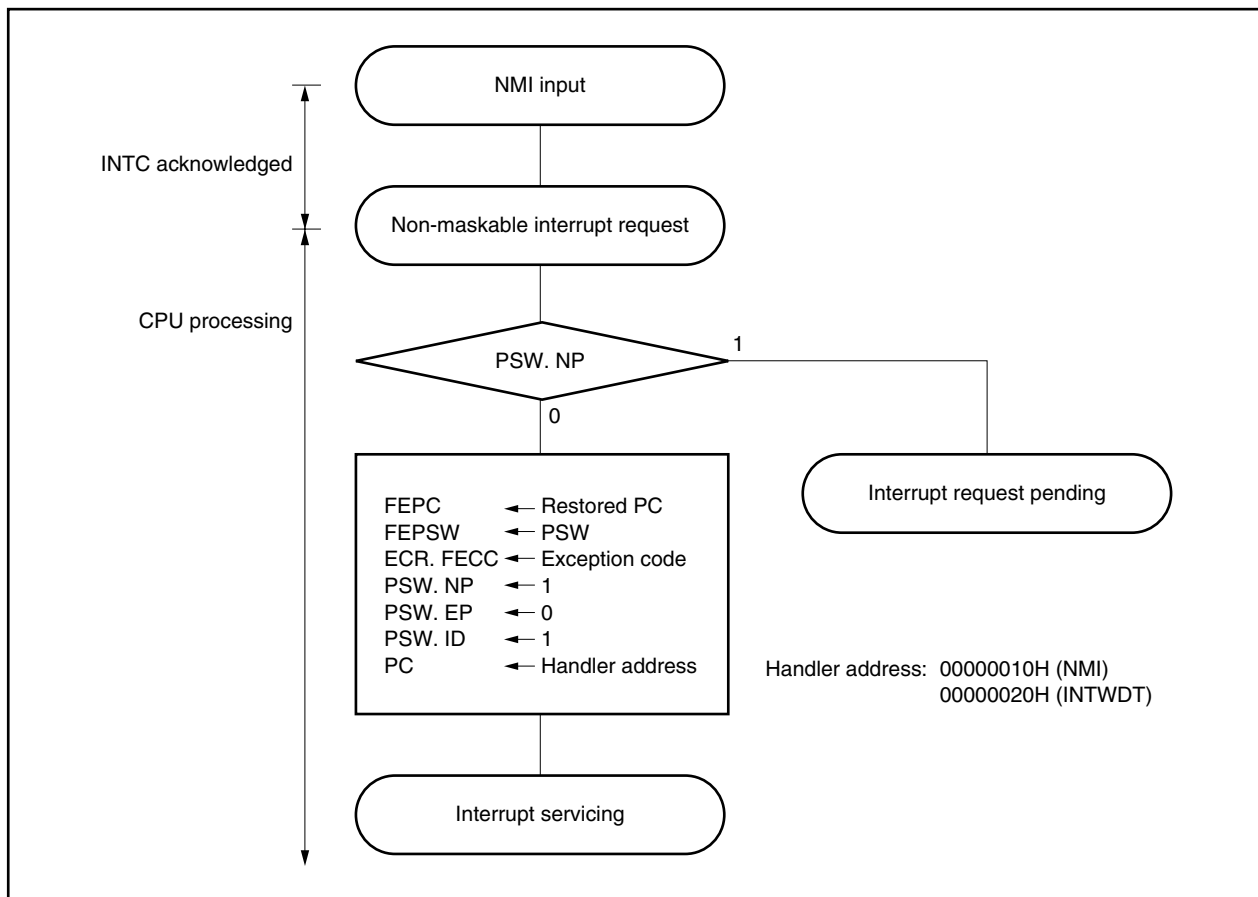 NMI input
INTC acknowledged
Non-maskable interrupt request
CPU processing
PSW. NP
1
0
Interrupt request pending
FEPC ← Restored PC
FEPSW ← PSW
ECR. FECC ← Exception code
PSW. NP ← 1
PSW. EP ← 0
PSW. ID ← 1
PC ← Handler address
Handler address: 00000010H (NMI)
00000020H (INTWDT)
Interrupt servicing